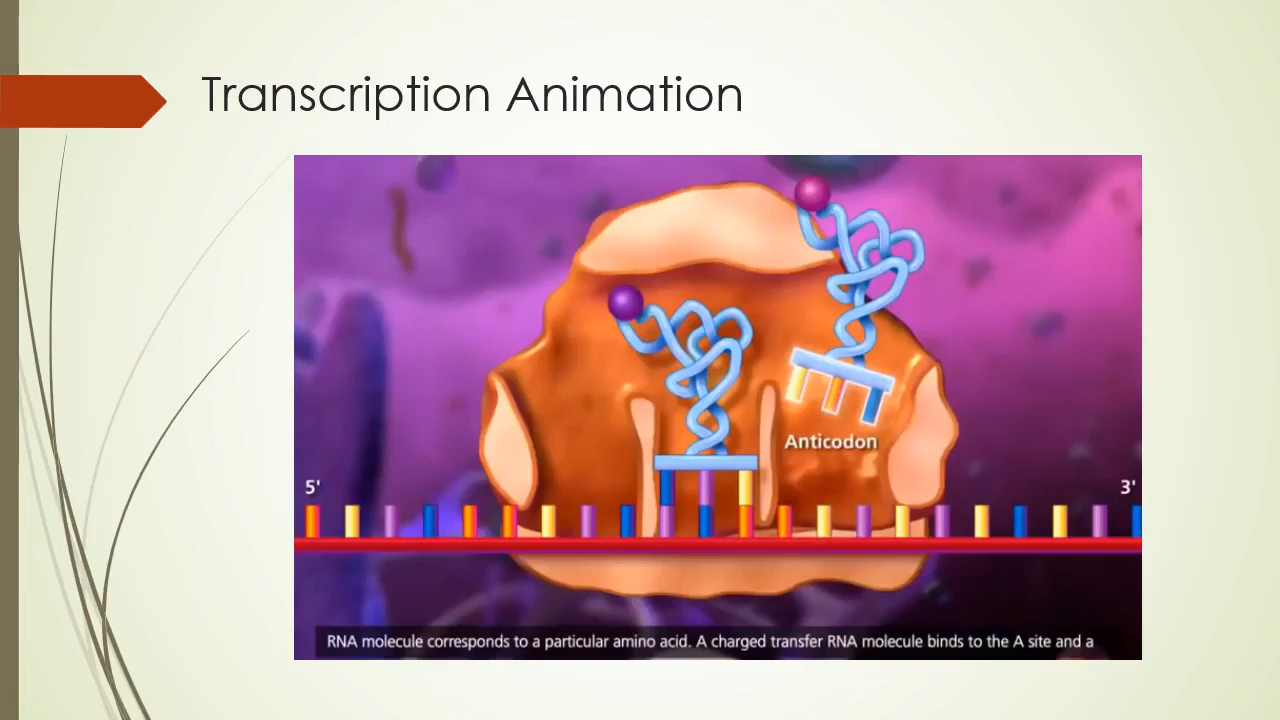 Transcription Animation
Anticodon
5'
3'
RNA molecule corresponds to a particular amino acid. A charged transfer RNA molecule binds to the A site and a